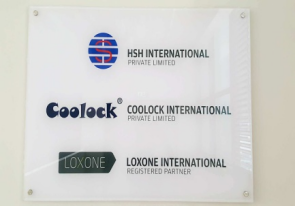 HSH INTERNATIONAL
PRIVATE LIMITED
Coolock® COOLOCK INTERNATIONAL
PRIVATE LIMITED
LOXONE LOXONE INTERNATIONAL
REGISTERED PARTNER